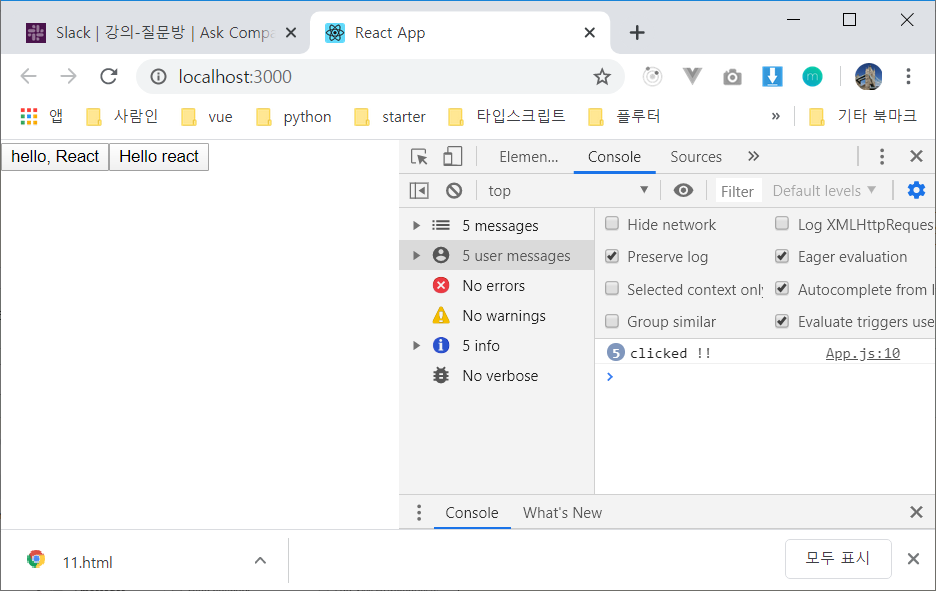 Slack | 강의-질문방 | Ask Compa
React App
localhost:3000
앱 사람인 vue python starter 타입스크립트 플루터 » 기타 북마크
hello, React Hello react
Elemen... Console Sources »
top Filter Default levels ▼
5 messages
5 user messages
No errors
No warnings
5 info
No verbose
Hide network Log XMLHttpReques
Preserve log Eager evaluation
Selected context only Autocomplete from
Group similar Evaluate triggers use
5 clicked !! App.js:10
Console What's New
11.html 모두 표시